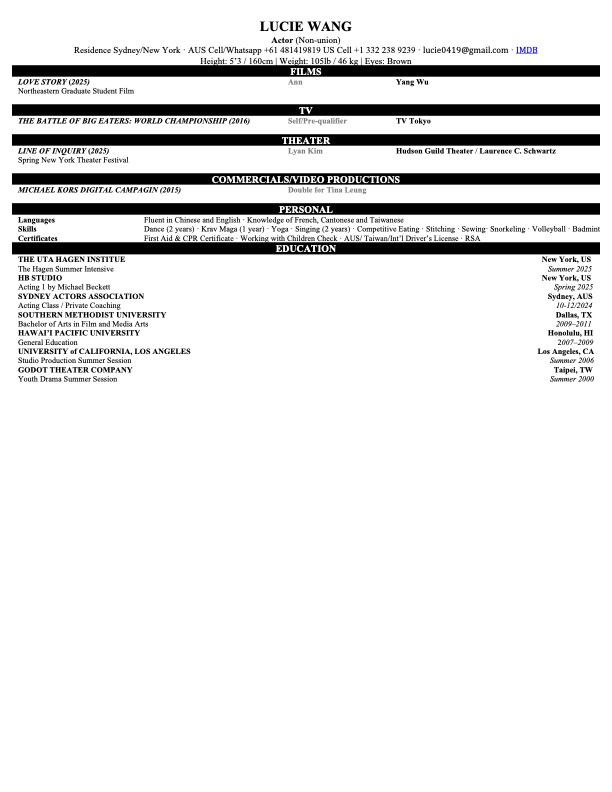 LUCIE WANG
Actor (Non-union)
Residence Sydney/New York · AUS Cell/Whatsapp +61 481419819 US Cell +1 332 238 9239 · lucie0419@gmail.com · IMDB
Height: 5'3 / 160cm | Weight: 105lb / 46 kg | Eyes: Brown
FILMS
LOVE STORY (2025) Ann Yang Wu
Northeastern Graduate Student Film
TV
THE BATTLE OF BIG EATERS: WORLD CHAMPIONSHIP (2016) Self/Pre-qualifier TV Tokyo
THEATER
LINE OF INQUIRY (2025) Lyan Kim Hudson Guild Theater / Laurence C. Schwartz
Spring New York Theater Festival
COMMERCIALS/VIDEO PRODUCTIONS
MICHAEL KORS DIGITAL CAMPAGIN (2015) Double for Tina Leung
PERSONAL
Languages Fluent in Chinese and English · Knowledge of French, Cantonese and Taiwanese
Skills Dance (2 years) · Krav Maga (1 year) · Yoga · Singing (2 years) · Competitive Eating · Stitching · Sewing· Snorkeling · Volleyball · Badmint
Certificates First Aid & CPR Certificate · Working with Children Check · AUS/ Taiwan/Int'l Driver's License · RSA
EDUCATION
THE UTA HAGEN INSTITUE New York, US
The Hagen Summer Intensive Summer 2025
HB STUDIO New York, US
Acting 1 by Michael Beckett Spring 2025
SYDNEY ACTORS ASSOCIATION Sydney, AUS
Acting Class / Private Coaching 10-12/2024
SOUTHERN METHODIST UNIVERSITY Dallas, TX
Bachelor of Arts in Film and Media Arts 2009–2011
HAWAI'I PACIFIC UNIVERSITY Honolulu, HI
General Education 2007–2009
UNIVERSITY of CALIFORNIA, LOS ANGELES Los Angeles, CA
Studio Production Summer Session Summer 2006
GODOT THEATER COMPANY Taipei, TW
Youth Drama Summer Session Summer 2000